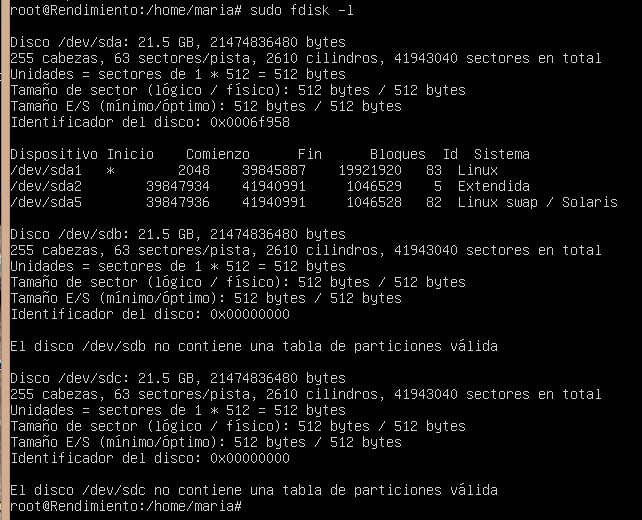 root@Rendimiento:/home/maria# sudo fdisk -l
Disco /dev/sda: 21.5 GB, 21474836480 bytes
255 cabezas, 63 sectores/pista, 2610 cilindros, 41943040 sectores en total
Unidades = sectores de 1 * 512 = 512 bytes
Tamaño de sector (lógico / físico): 512 bytes / 512 bytes
Tamaño E/S (mínimo/óptimo): 512 bytes / 512 bytes
Identificador del disco: 0x0006f958
Dispositivo Inicio    Comienzo      Fin      Bloques  Id  Sistema
/dev/sda1   *        2048    39845887    19921920   83  Linux
/dev/sda2        39847934    41940991     1046529    5  Extendida
/dev/sda5        39847936    41940991     1046528   82  Linux swap / Solaris
Disco /dev/sdb: 21.5 GB, 21474836480 bytes
255 cabezas, 63 sectores/pista, 2610 cilindros, 41943040 sectores en total
Unidades = sectores de 1 * 512 = 512 bytes
Tamaño de sector (lógico / físico): 512 bytes / 512 bytes
Tamaño E/S (mínimo/óptimo): 512 bytes / 512 bytes
Identificador del disco: 0x00000000
El disco /dev/sdb no contiene una tabla de particiones válida
Disco /dev/sdc: 21.5 GB, 21474836480 bytes
255 cabezas, 63 sectores/pista, 2610 cilindros, 41943040 sectores en total
Unidades = sectores de 1 * 512 = 512 bytes
Tamaño de sector (lógico / físico): 512 bytes / 512 bytes
Tamaño E/S (mínimo/óptimo): 512 bytes / 512 bytes
Identificador del disco: 0x00000000
El disco /dev/sdc no contiene una tabla de particiones válida
root@Rendimiento:/home/maria#